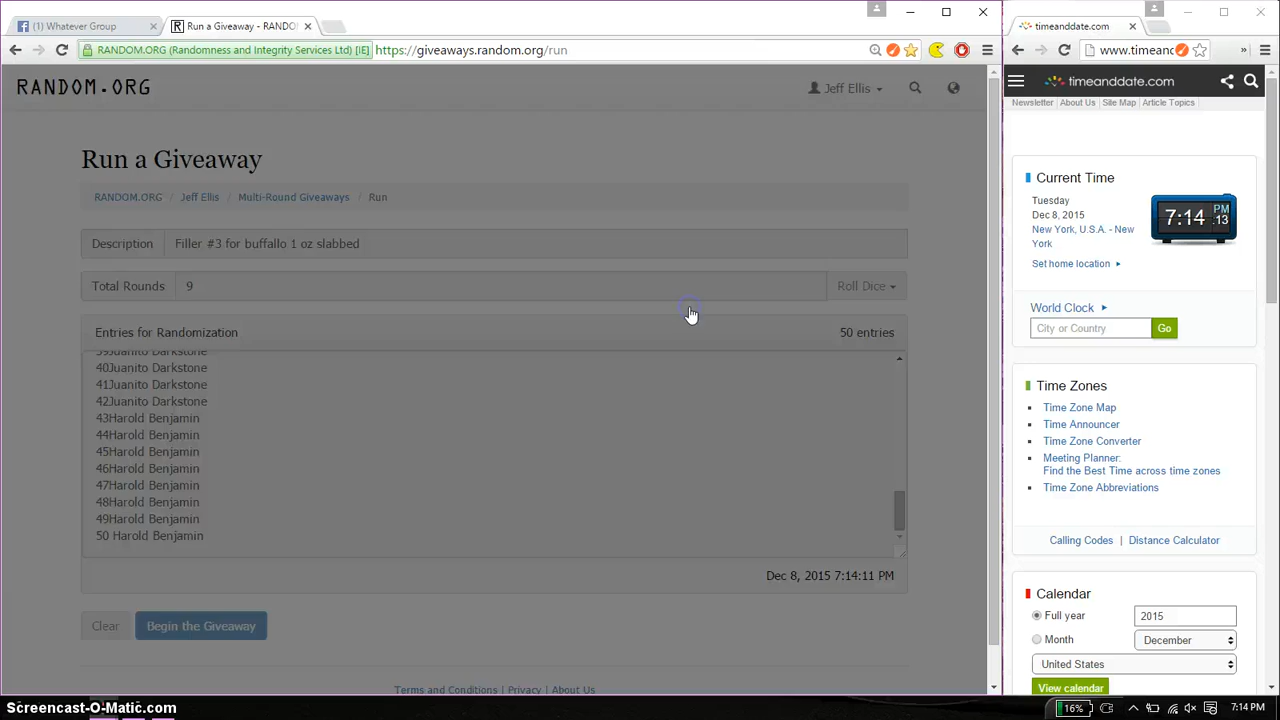 (1) Whatever Group
Run a Giveaway - RANDO
timeanddate.com
RANDOM.ORG (Randomness and Integrity Services Ltd) [IE]
https://giveaways.random.org/run
www.timeand
RANDOM.ORG
Jeff Ellis
timeanddate.com
Newsletter About Us Site Map Article Topics
Run a Giveaway
RANDOM.ORG / Jeff Ellis / Multi-Round Giveaways / Run
Description Filler #3 for buffallo 1 oz slabbed
Total Rounds 9 Roll Dice
Entries for Randomization 50 entries
39Juanito Darkstone
40Juanito Darkstone
41Juanito Darkstone
42Juanito Darkstone
43Harold Benjamin
44Harold Benjamin
45Harold Benjamin
46Harold Benjamin
47Harold Benjamin
48Harold Benjamin
49Harold Benjamin
50 Harold Benjamin
Dec 8, 2015 7:14:11 PM
Clear Begin the Giveaway
Terms and Conditions | Privacy | About Us
Current Time
Tuesday
Dec 8, 2015
New York, U.S.A. - New
York
7:14 PM :13
Set home location
World Clock
City or Country Go
Time Zones
Time Zone Map
Time Announcer
Time Zone Converter
Meeting Planner:
Find the Best Time across time zones
Time Zone Abbreviations
Calling Codes | Distance Calculator
Calendar
Full year 2015
Month December
United States
View calendar
Screencast-O-Matic.com
16% 7:14 PM